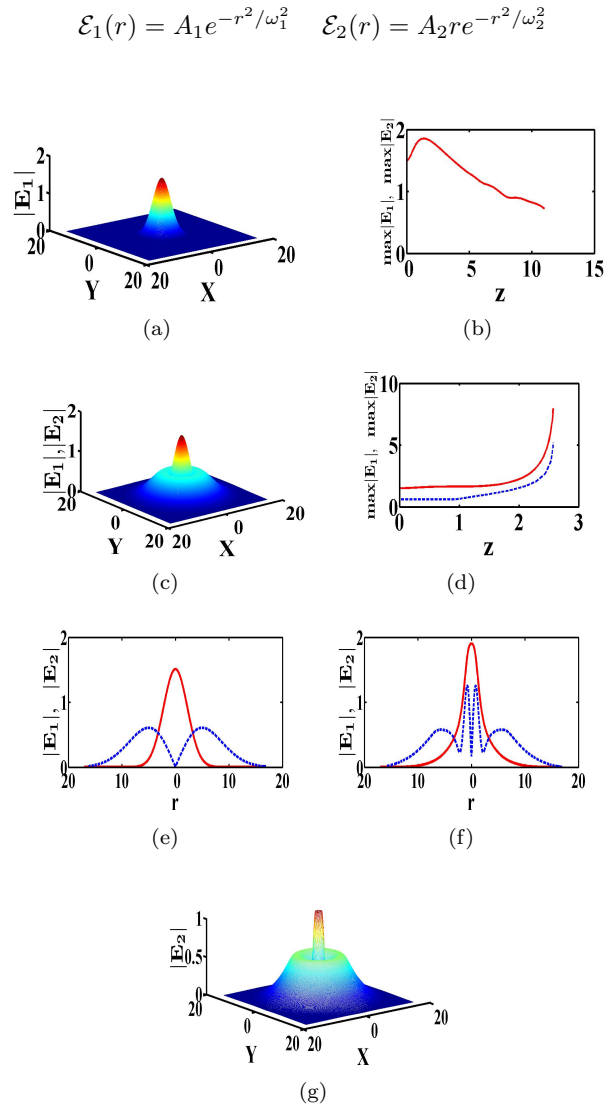 ℰ₁(r) = A₁e^{-r²/ω₁²}   ℰ₂(r) = A₂re^{-r²/ω₂²}
2
1
0
|E₁|
20
0
20
Y
20
0
20
X
(a)
2
1
0
max|E₁|, max|E₂|
0
5
10
15
z
(b)
2
1
0
|E₁|,|E₂|
20
0
20
Y
20
0
20
X
(c)
10
5
0
max|E₁|, max|E₂|
0
1
2
3
z
(d)
2
1
0
|E₁|, |E₂|
20
10
0
10
20
r
(e)
2
1
0
|E₁|, |E₂|
20
10
0
10
20
r
(f)
1
0.5
0
|E₂|
20
0
20
Y
20
0
20
X
(g)